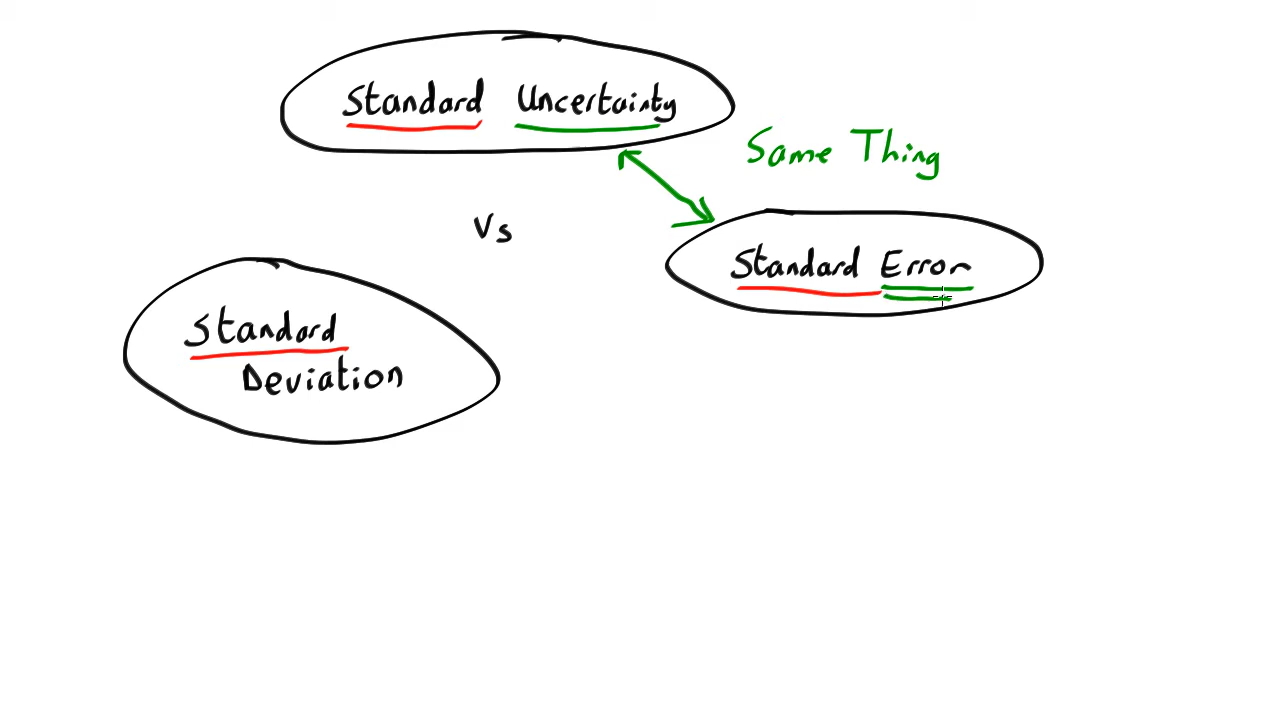 Standard Uncertainty
Same Thing
Vs
Standard Error
Standard
Deviation